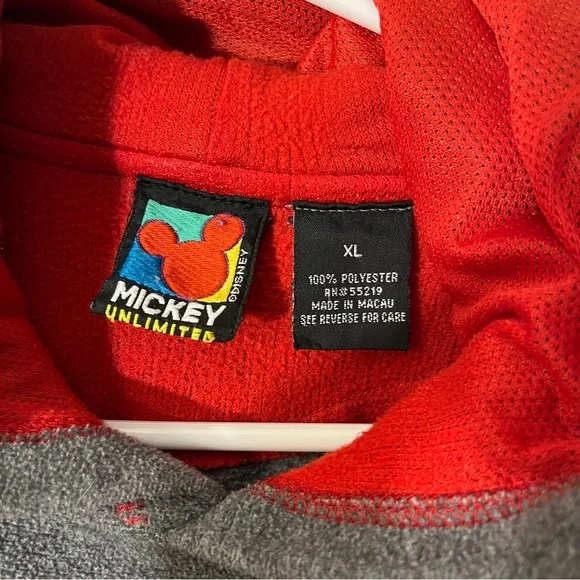 ©DISNEY
MICKEY
UNLIMITED
XL
100% POLYESTER
RN#55219
MADE IN MACAU
SEE REVERSE FOR CARE